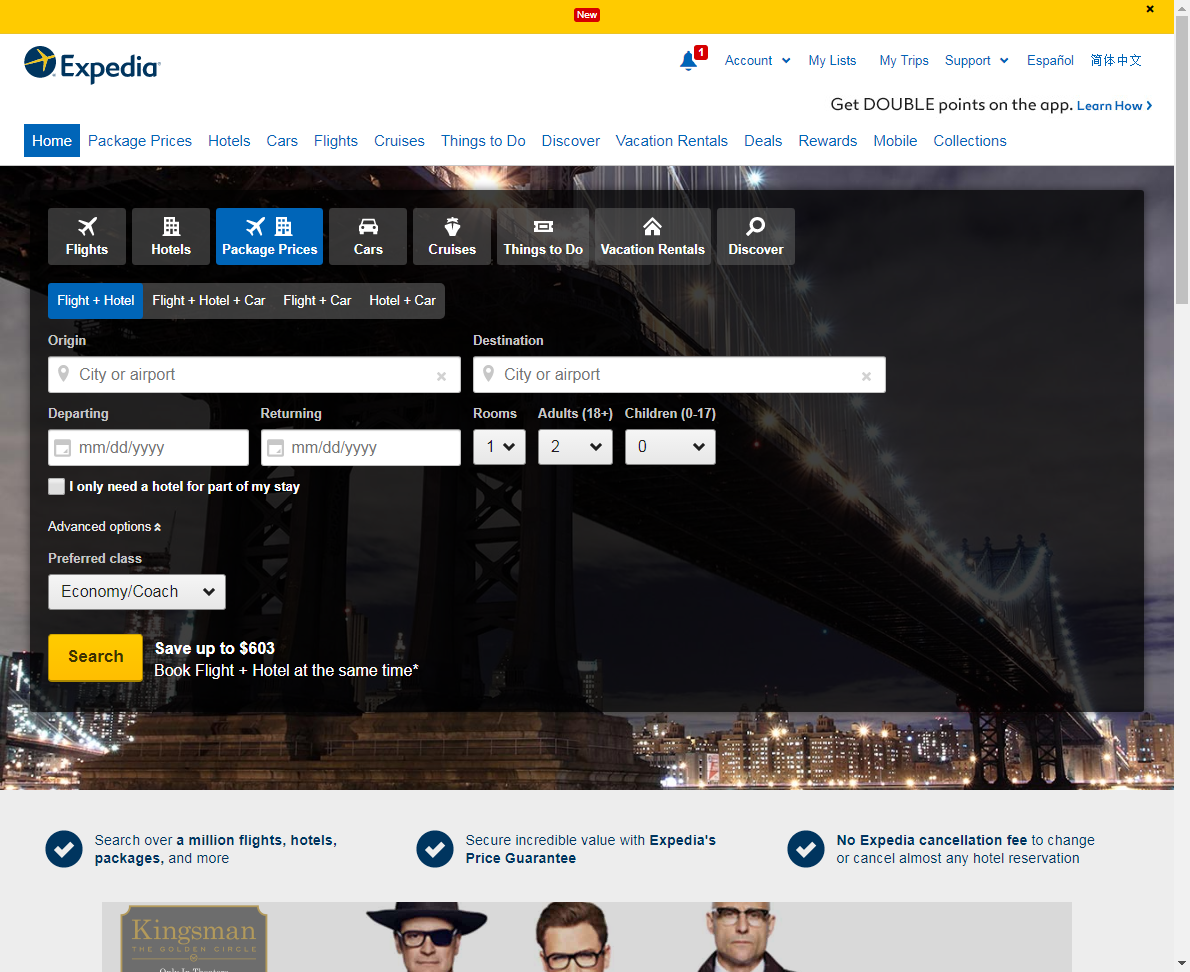 New
Expedia
1
Account
My Lists
My Trips
Support
Español
简体中文
Get DOUBLE points on the app. Learn How
Home
Package Prices
Hotels
Cars
Flights
Cruises
Things to Do
Discover
Vacation Rentals
Deals
Rewards
Mobile
Collections
Flights
Hotels
Package Prices
Cars
Cruises
Things to Do
Vacation Rentals
Discover
Flight + Hotel
Flight + Hotel + Car
Flight + Car
Hotel + Car
Origin
Destination
City or airport
City or airport
Departing
Returning
Rooms
Adults (18+)
Children (0-17)
mm/dd/yyyy
mm/dd/yyyy
1
2
0
I only need a hotel for part of my stay
Advanced options
Preferred class
Economy/Coach
Search
Save up to $603
Book Flight + Hotel at the same time*
Search over a million flights, hotels,
packages, and more
Secure incredible value with Expedia's
Price Guarantee
No Expedia cancellation fee to change
or cancel almost any hotel reservation
Kingsman
THE GOLDEN CIRCLE
Only In Theaters